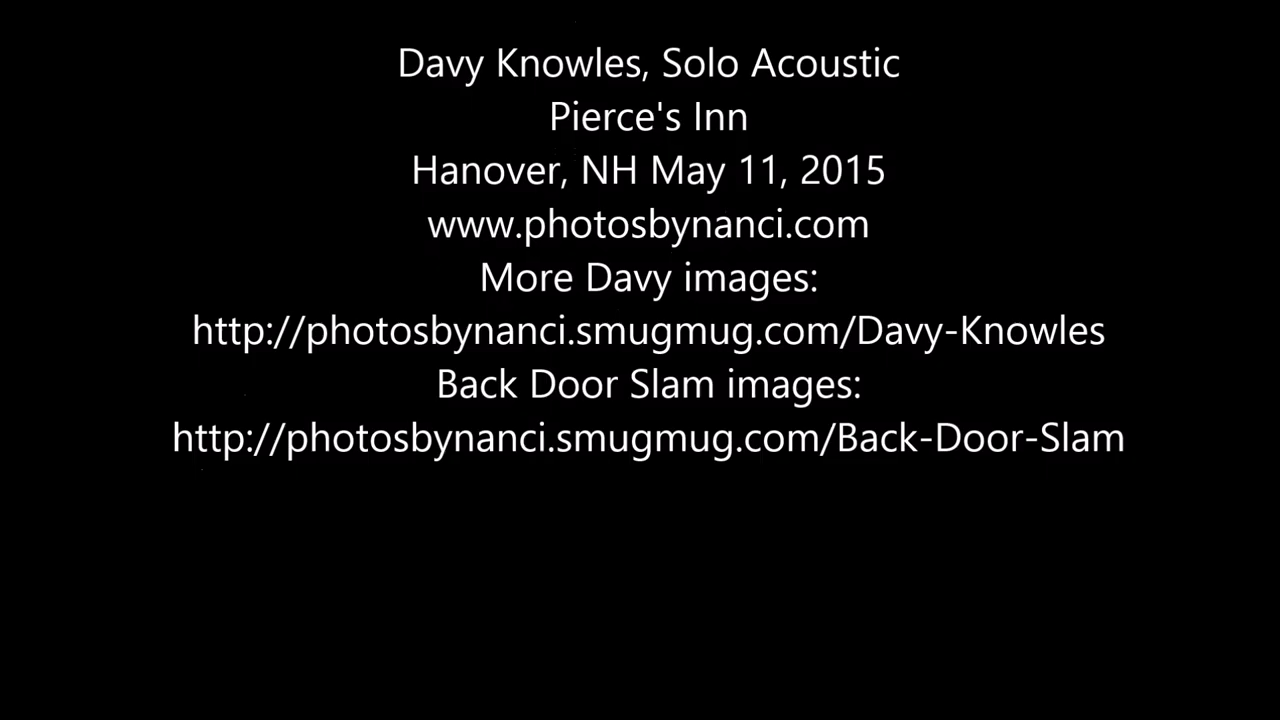 Davy Knowles, Solo Acoustic
Pierce's Inn
Hanover, NH May 11, 2015
www.photosbynanci.com
More Davy images:
http://photosbynanci.smugmug.com/Davy-Knowles
Back Door Slam images:
http://photosbynanci.smugmug.com/Back-Door-Slam